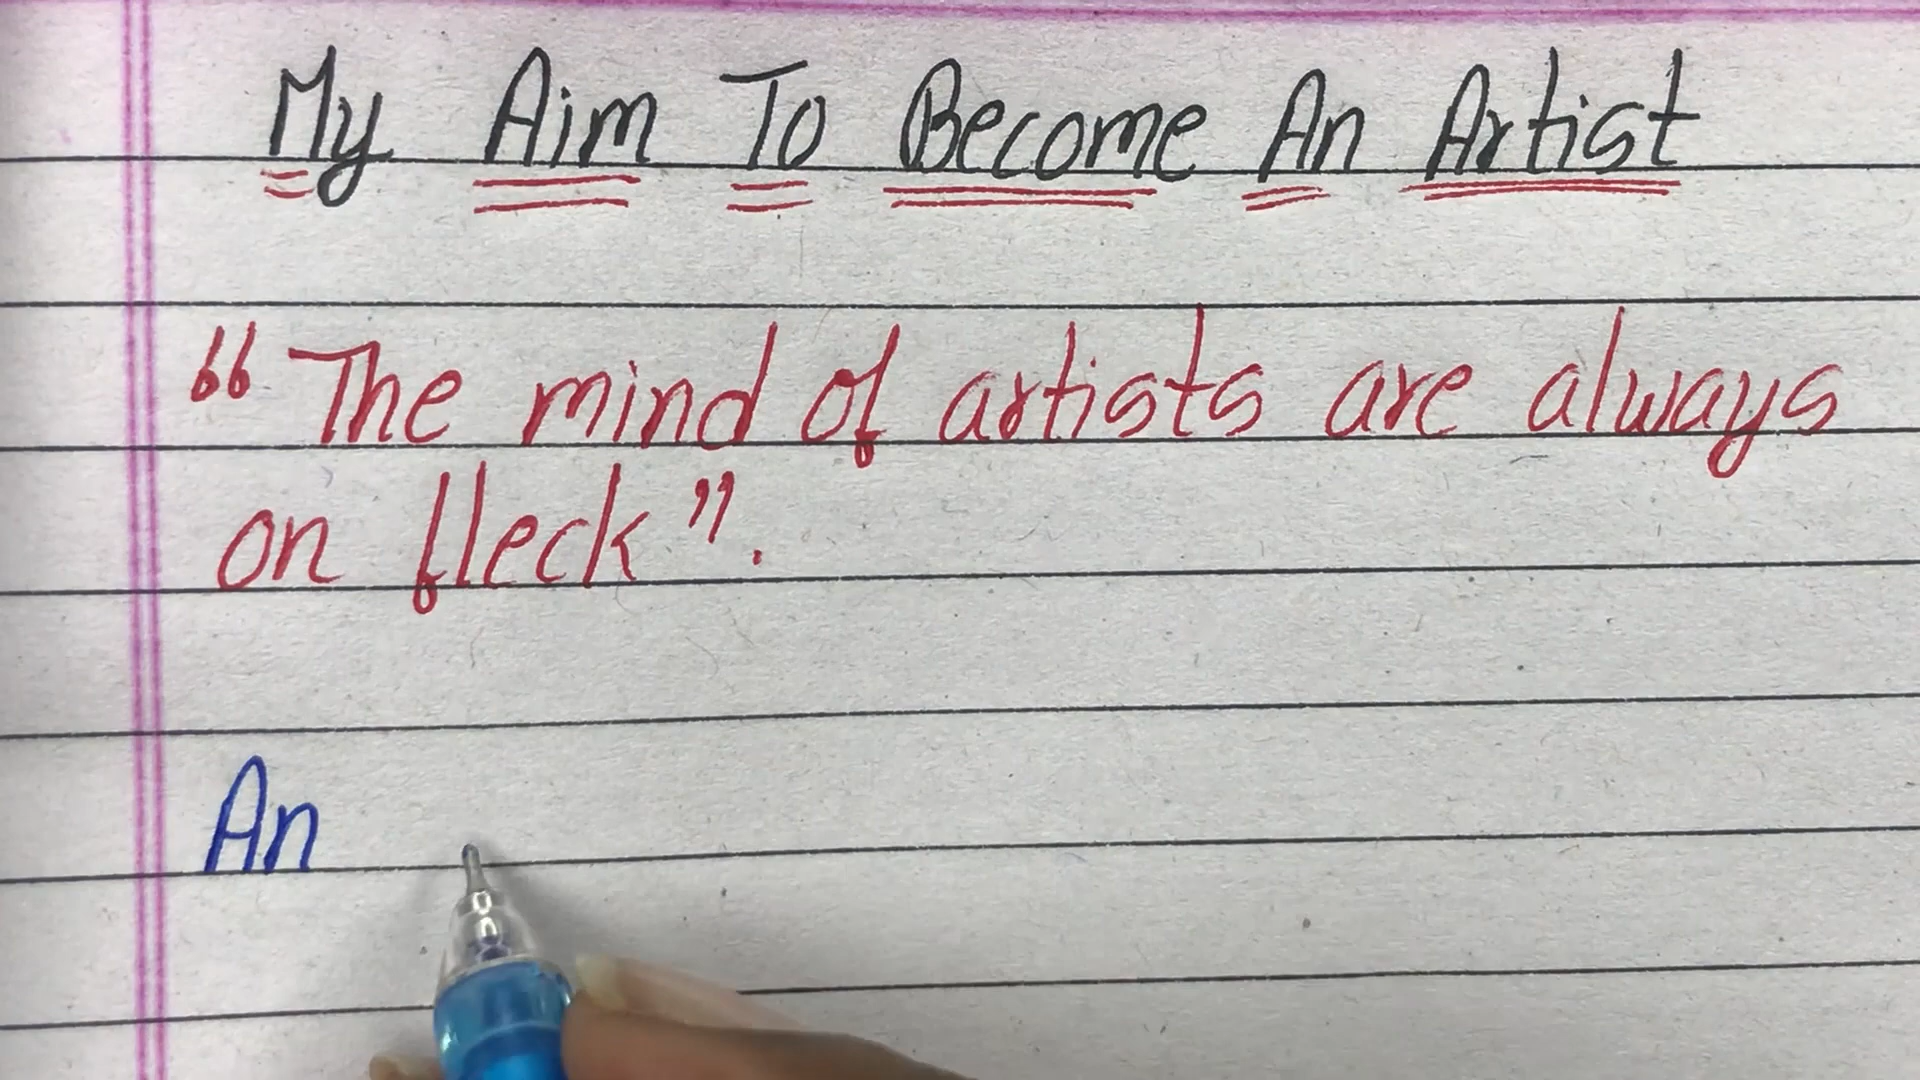 My Aim To Become An Artist
“The mind of artists are always
on fleck”.
An